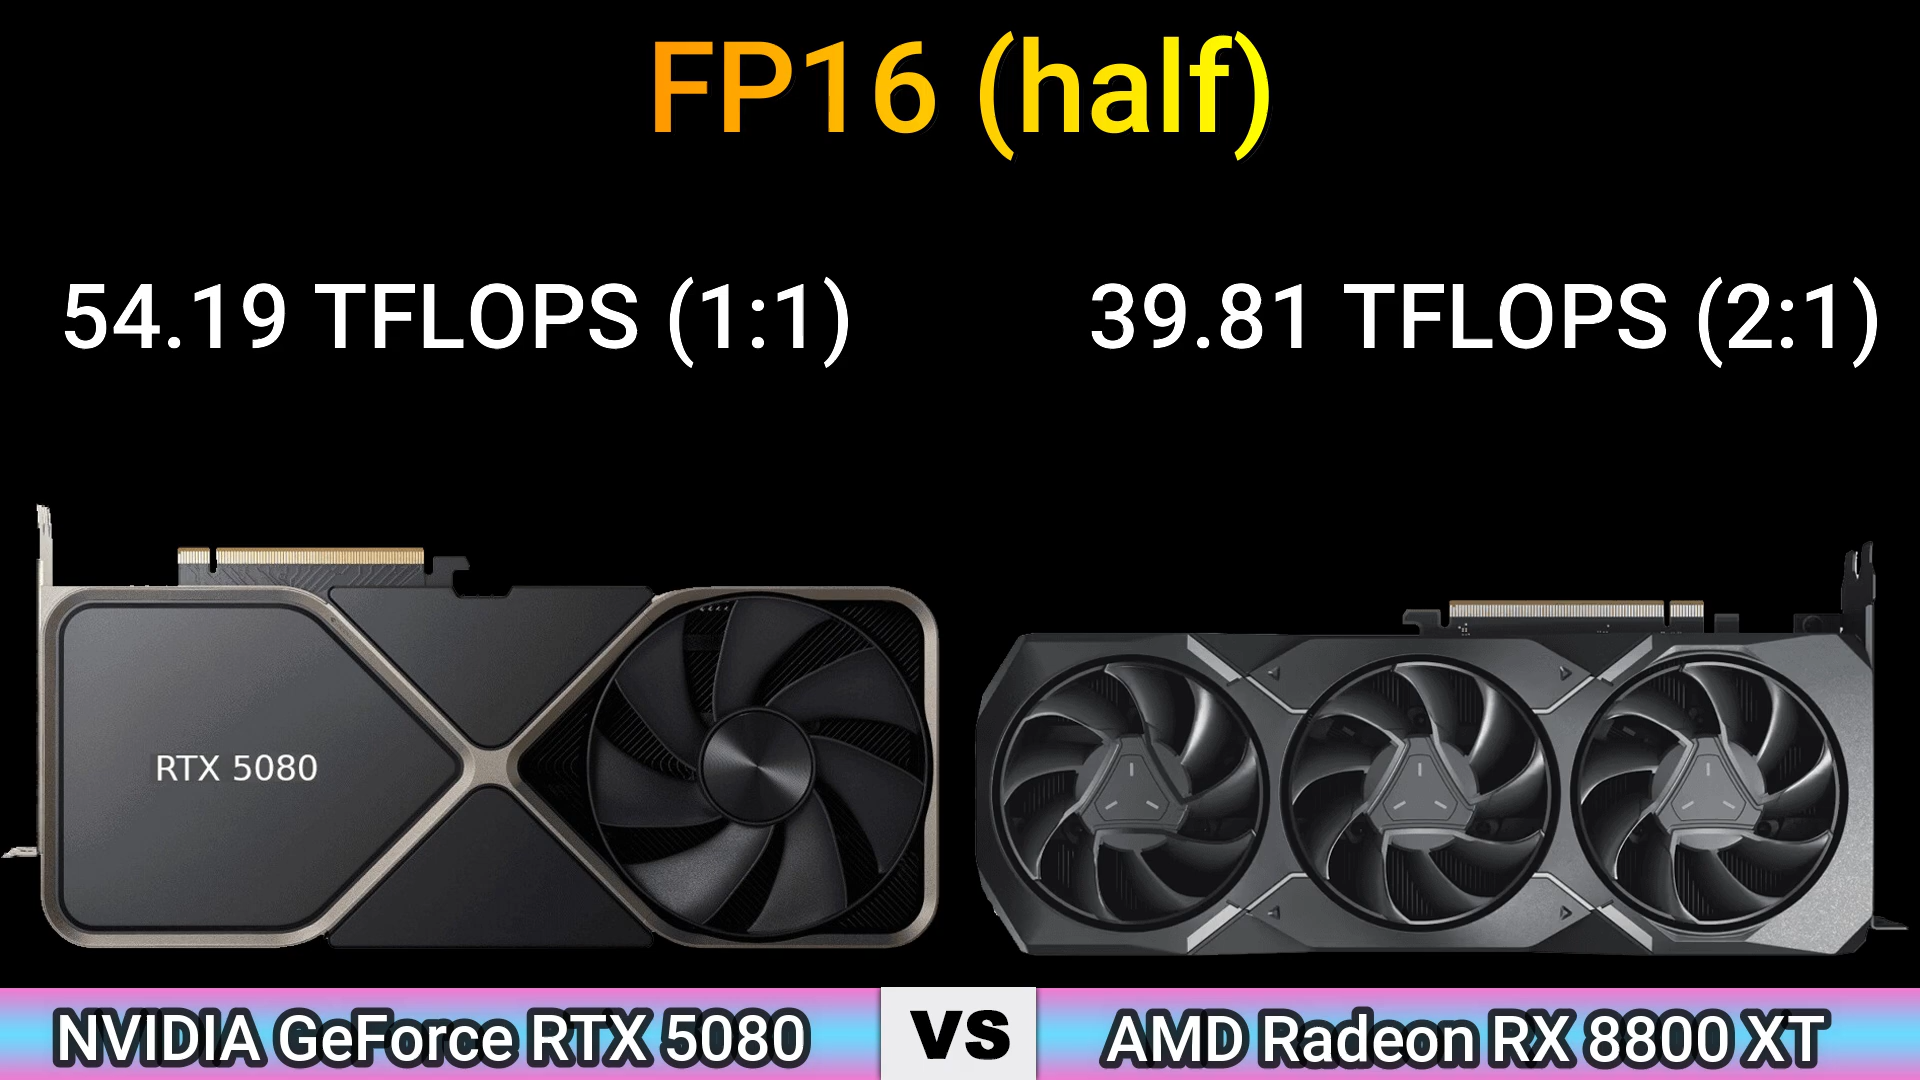 FP16 (half)
54.19 TFLOPS (1:1)
39.81 TFLOPS (2:1)
RTX 5080
NVIDIA GeForce RTX 5080
VS
AMD Radeon RX 8800 XT